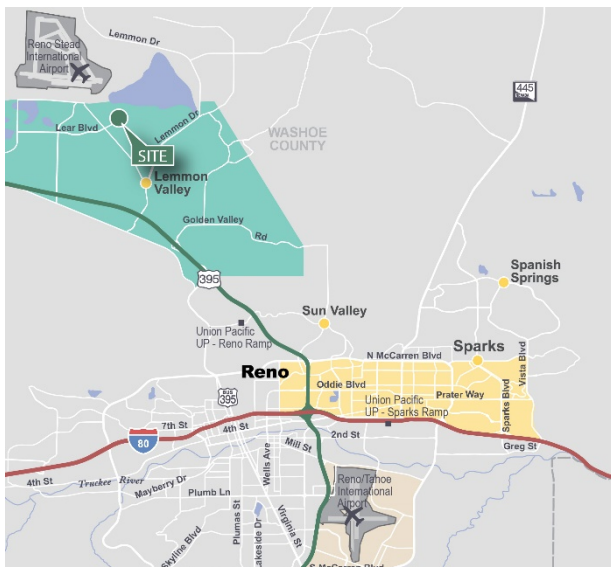 Lemmon Dr
Reno Stead
International
Airport
445
Lear Blvd
Lemmon Dr
WASHOE
COUNTY
SITE
Lemmon
Valley
Golden Valley
Rd
395
Spanish
Springs
Sun Valley
Union Pacific
UP - Reno Ramp
Sparks
N McCarren Blvd
Vista Blvd
Reno
Oddie Blvd
Prater Way
Sparks Blvd
BUS
395
Union Pacific
UP - Sparks Ramp
7th St
4th St
2nd St
Greg St
80
Mill St
Wells Ave
4th St
Truckee River
Mayberry Dr
Plumb Ln
Reno/Tahoe
International
Airport
Virginia St
Plumas St
Lakeside Dr
Skyline Blvd
S McCarren Blvd